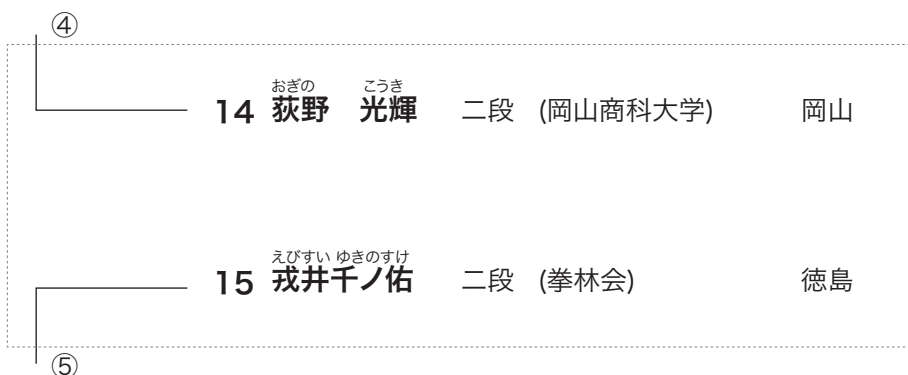 ④
おぎの こうき
14 荻野 光輝 二段 (岡山商科大学) 岡山
えびすい ゆきのすけ
15 戎井千ノ佑 二段 (拳林会) 徳島
⑤